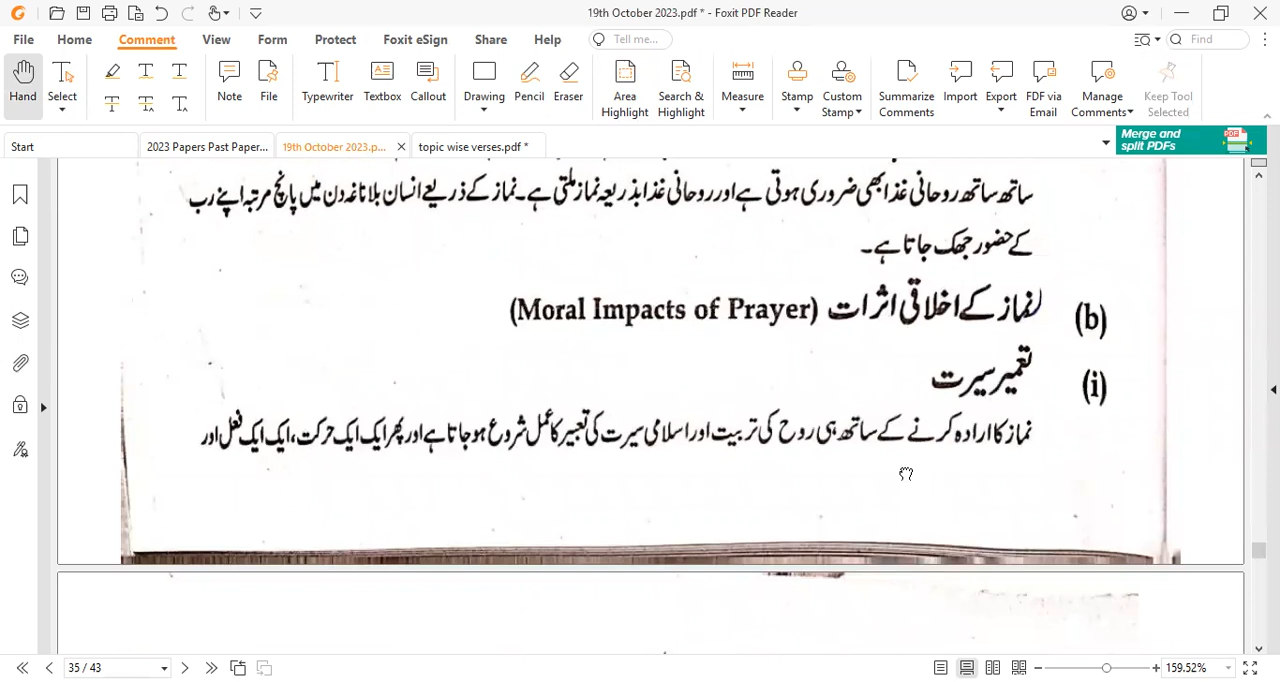 19th October 2023.pdf * - Foxit PDF Reader
File Home Comment View Form Protect Foxit eSign Share Help Tell me... Find
Hand Select Note File Typewriter Textbox Callout Drawing Pencil Eraser Area Highlight Search & Highlight Measure Stamp Custom Stamp Summarize Comments Import Export FDF via Email Manage Comments Keep Tool Selected
Start 2023 Papers Past Paper... 19th October 2023.p... topic wise verses.pdf * Merge and split PDFs PDF
ساتھ ساتھ روحانی غذا بھی ضروری ہوتی ہے اور روحانی غذا بذریعہ نماز ملتی ہے۔ نماز کے ذریعے انسان بلا ناغہ دن میں پانچ مرتبہ اپنے رب
کے حضور جھک جاتا ہے۔
(b) نماز کے اخلاقی اثرات (Moral Impacts of Prayer)
(i) تعمیر سیرت
نماز کا ارادہ کرنے کے ساتھ ہی روح کی تربیت اور اسلامی سیرت کی تعبیر کا عمل شروع ہو جاتا ہے اور پھر ایک ایک حرکت، ایک ایک فعل اور
35 / 43 159.52%